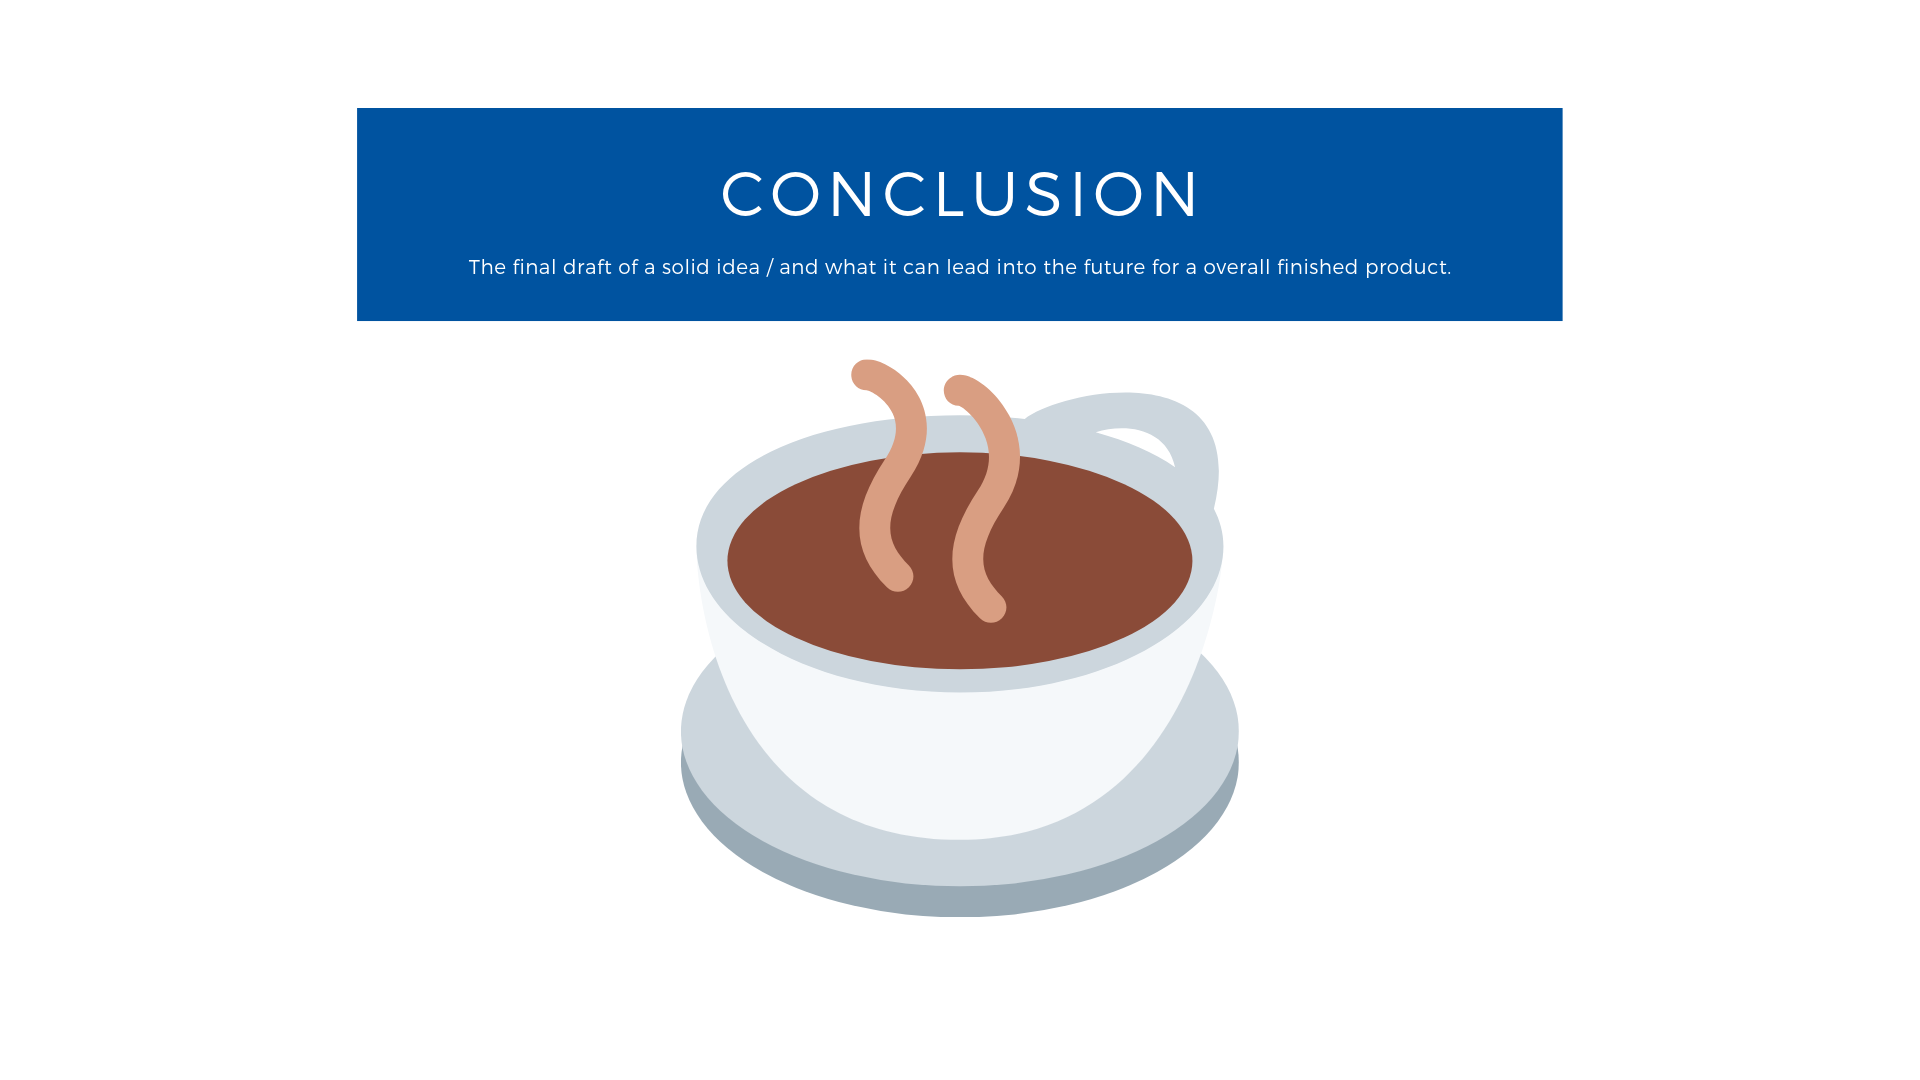 CONCLUSION
The final draft of a solid idea / and what it can lead into the future for a overall finished product.